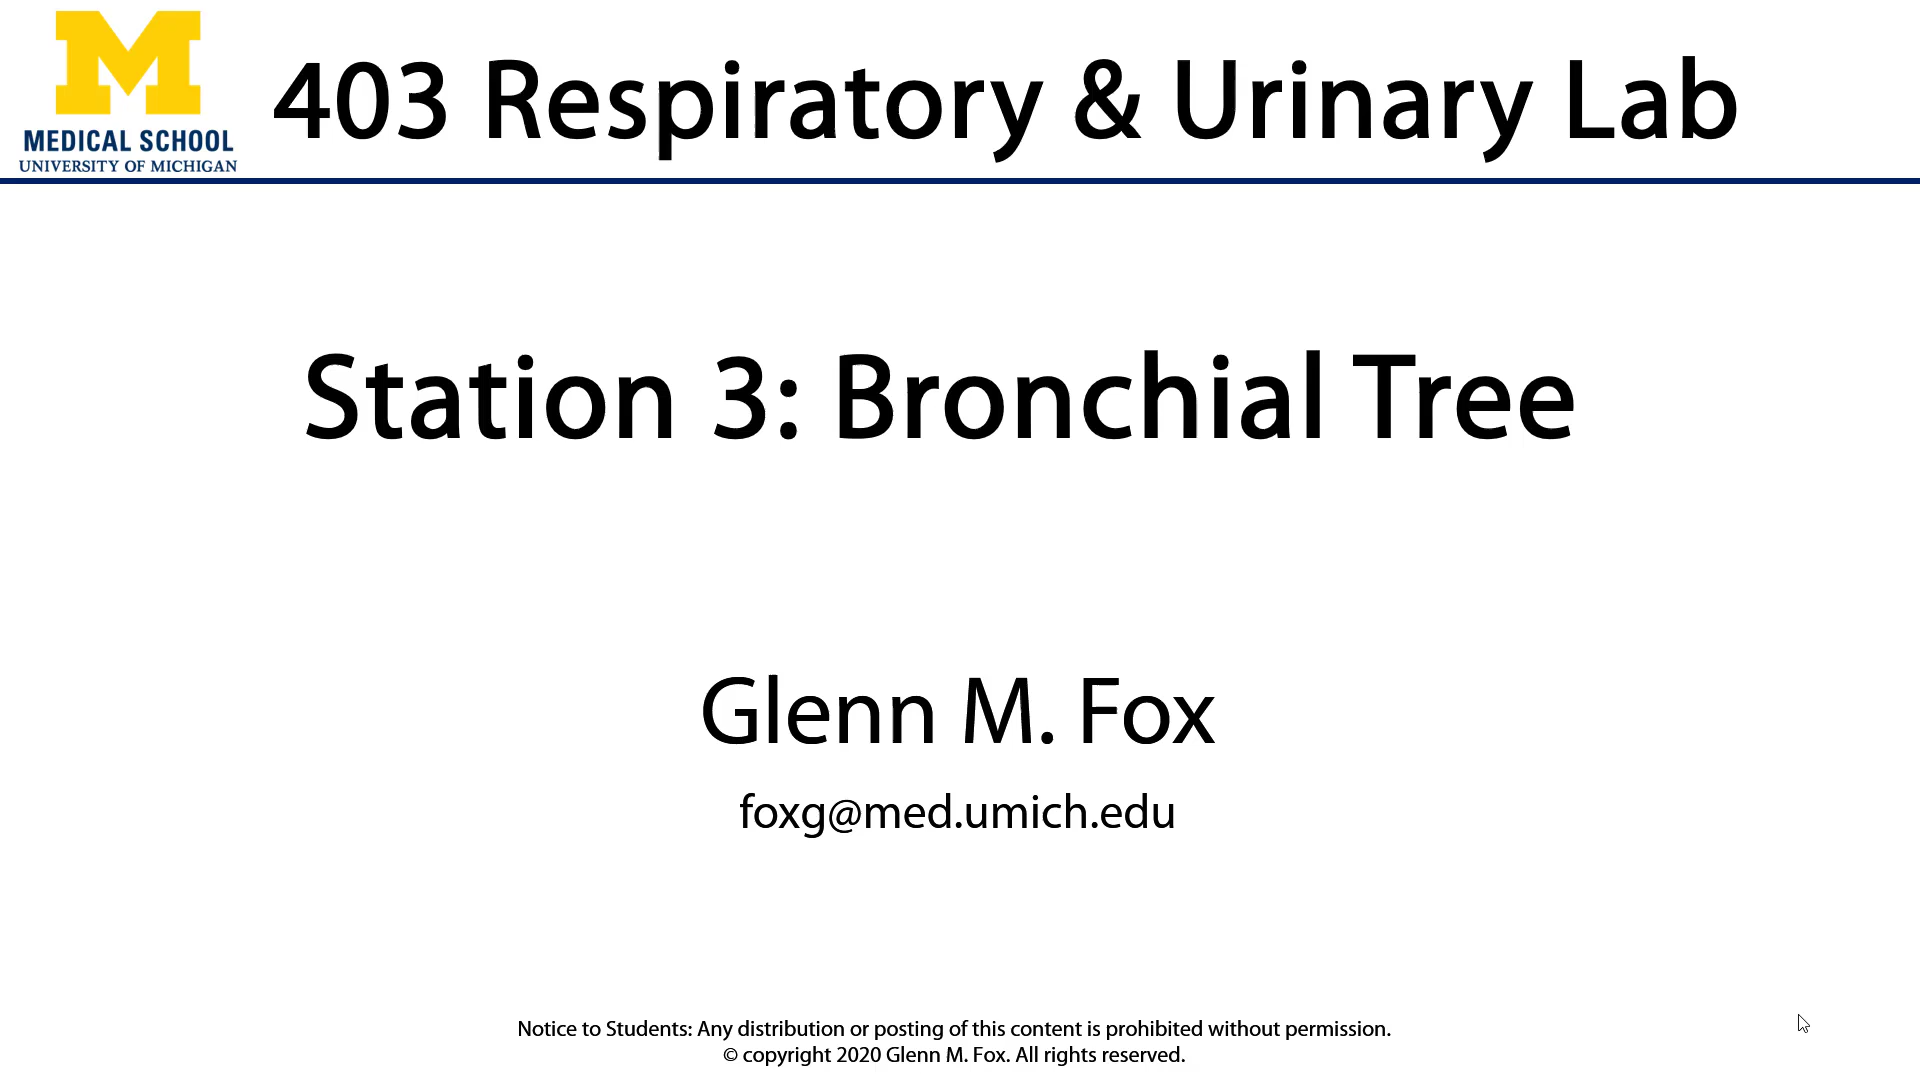 M
MEDICAL SCHOOL
UNIVERSITY OF MICHIGAN
403 Respiratory & Urinary Lab
Station 3: Bronchial Tree
Glenn M. Fox
foxg@med.umich.edu
Notice to Students: Any distribution or posting of this content is prohibited without permission.
© copyright 2020 Glenn M. Fox. All rights reserved.